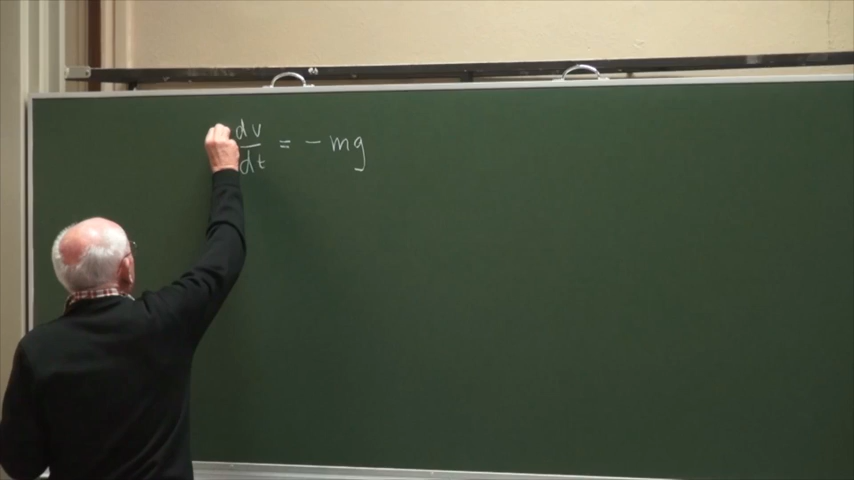 dv/dt = - mg